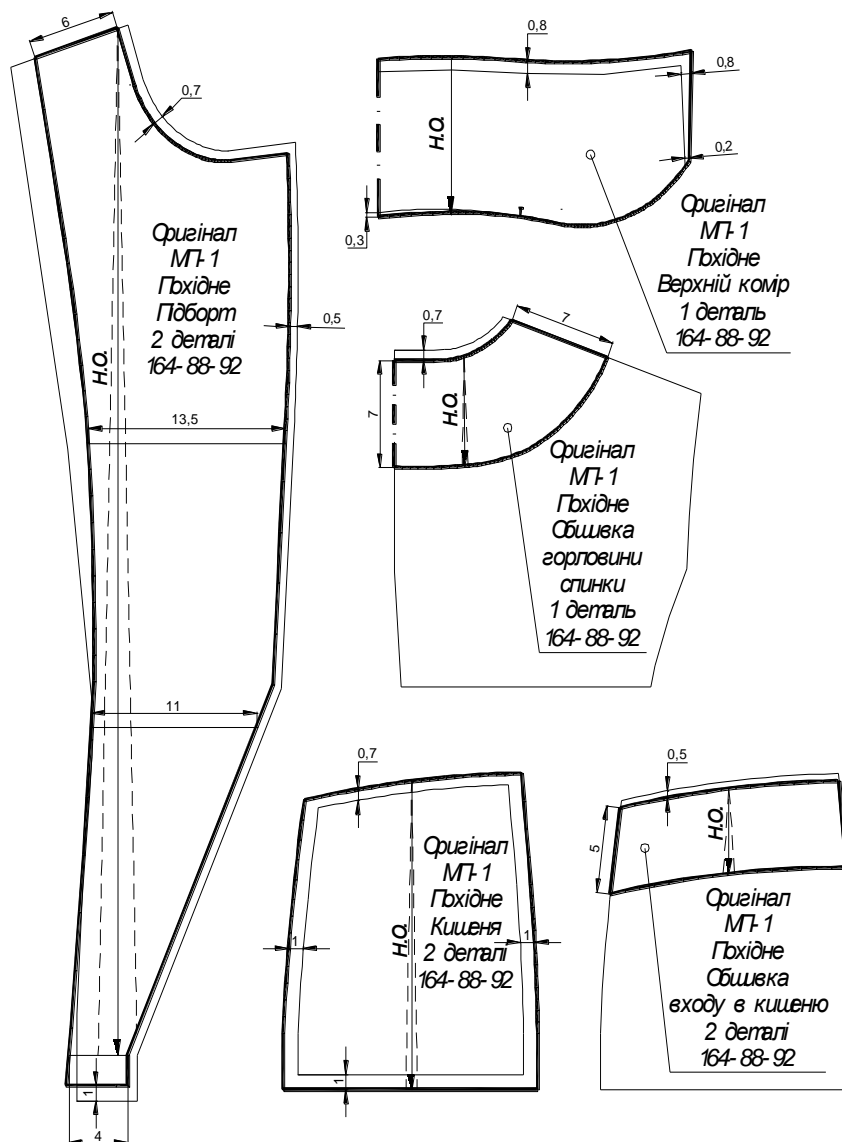 6
0,7
Оригінал
МП-1
Похідне
Підборт
2 деталі
164-88-92
Н.О.
0,5
13,5
11
1
4
0,8
0,8
Н.О.
0,2
0,3
Оригінал
МП-1
Похідне
Верхній комір
1 деталь
164-88-92
0,7
7
7
Н.О.
Оригінал
МП-1
Похідне
Обшивка
горловини
спинки
1 деталь
164-88-92
0,7
Оригінал
МП-1
Похідне
Кишеня
2 деталі
164-88-92
Н.О.
1
1
1
0,5
5
Н.О.
Оригінал
МП-1
Похідне
Обшивка
входу в кишеню
2 деталі
164-88-92